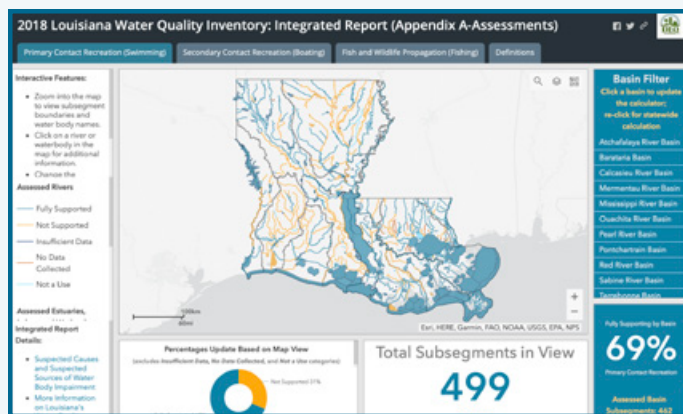 2018 Louisiana Water Quality Inventory: Integrated Report (Appendix A-Assessments)
Primary Contact Recreation (Swimming)
Secondary Contact Recreation (Boating)
Fish and Wildlife Propagation (Fishing)
Definitions
Interactive Features:
• Zoom into the map
to view subsegment
boundaries and
water body names.
• Click on a river or
waterbody in the
map for additional
information.
• Change the
Assessed Rivers
Fully Supported
Not Supported
Insufficient Data
No Data
Collected
Not a Use
Assessed Estuaries,
Integrated Report
Details:
• Suspected Causes
and Suspected
Sources of Water
Body Impairment
• More Information
on Louisiana's
100km
60mi
Esri, HERE, Garmin, FAO, NOAA, USGS, EPA, NPS
Percentages Update Based on Map View
(excludes Insufficient Data, No Data Collected, and Not a Use categories)
Not Supported 31%
Total Subsegments in View
499
Basin Filter
Click a basin to update
the calculator;
re-click for statewide
calculation
Atchafalaya River Basin
Barataria Basin
Calcasieu River Basin
Mermentau River Basin
Mississippi River Basin
Ouachita River Basin
Pearl River Basin
Pontchartrain Basin
Red River Basin
Sabine River Basin
Terrebonne Basin
Fully Supporting by Basin
69%
Primary Contact Recreation
Assessed Basin
Subsegments: 462